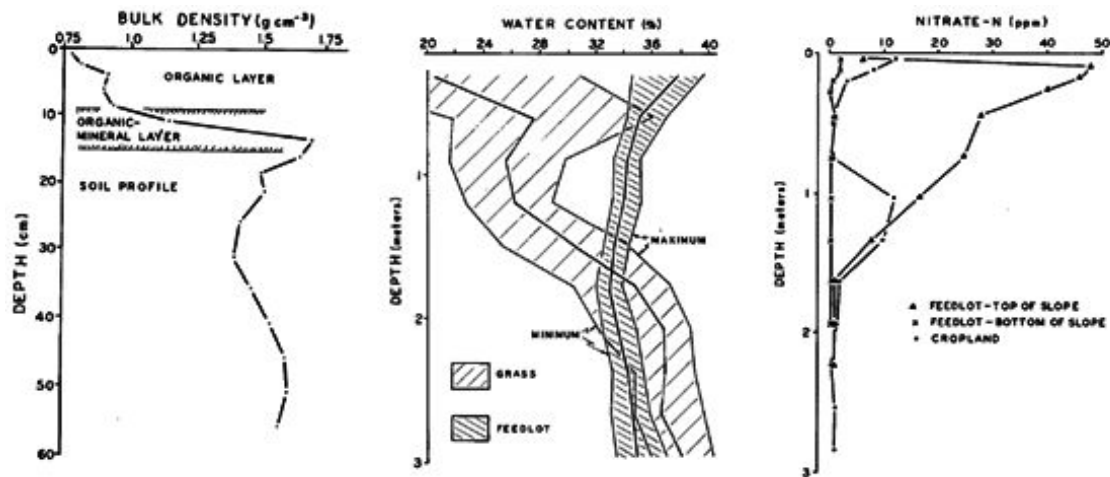 BULK DENSITY (g cm⁻³)
0.75 1.0 1.25 1.5 1.75
0
10
20
30
40
50
60
DEPTH (cm)
ORGANIC LAYER
ORGANIC-
MINERAL LAYER
SOIL PROFILE
WATER CONTENT (%)
20 24 28 32 36 40
1
2
3
DEPTH (meters)
MAXINUM
MININUM
GRASS
FEEDLOT
NITRATE-N (ppm)
0 10 20 30 40 50
0
1
2
3
DEPTH (meters)
FEEDLOT-TOP OF SLOPE
FEEDLOT-BOTTOM OF SLOPE
CROPLAND